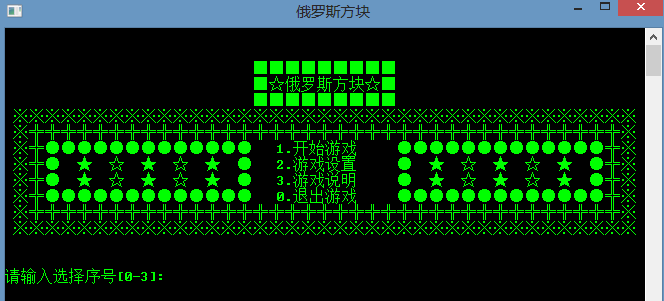 俄罗斯方块
☆俄罗斯方块☆
1.开始游戏
2.游戏设置
3.游戏说明
0.退出游戏
请输入选择序号[0-3]: